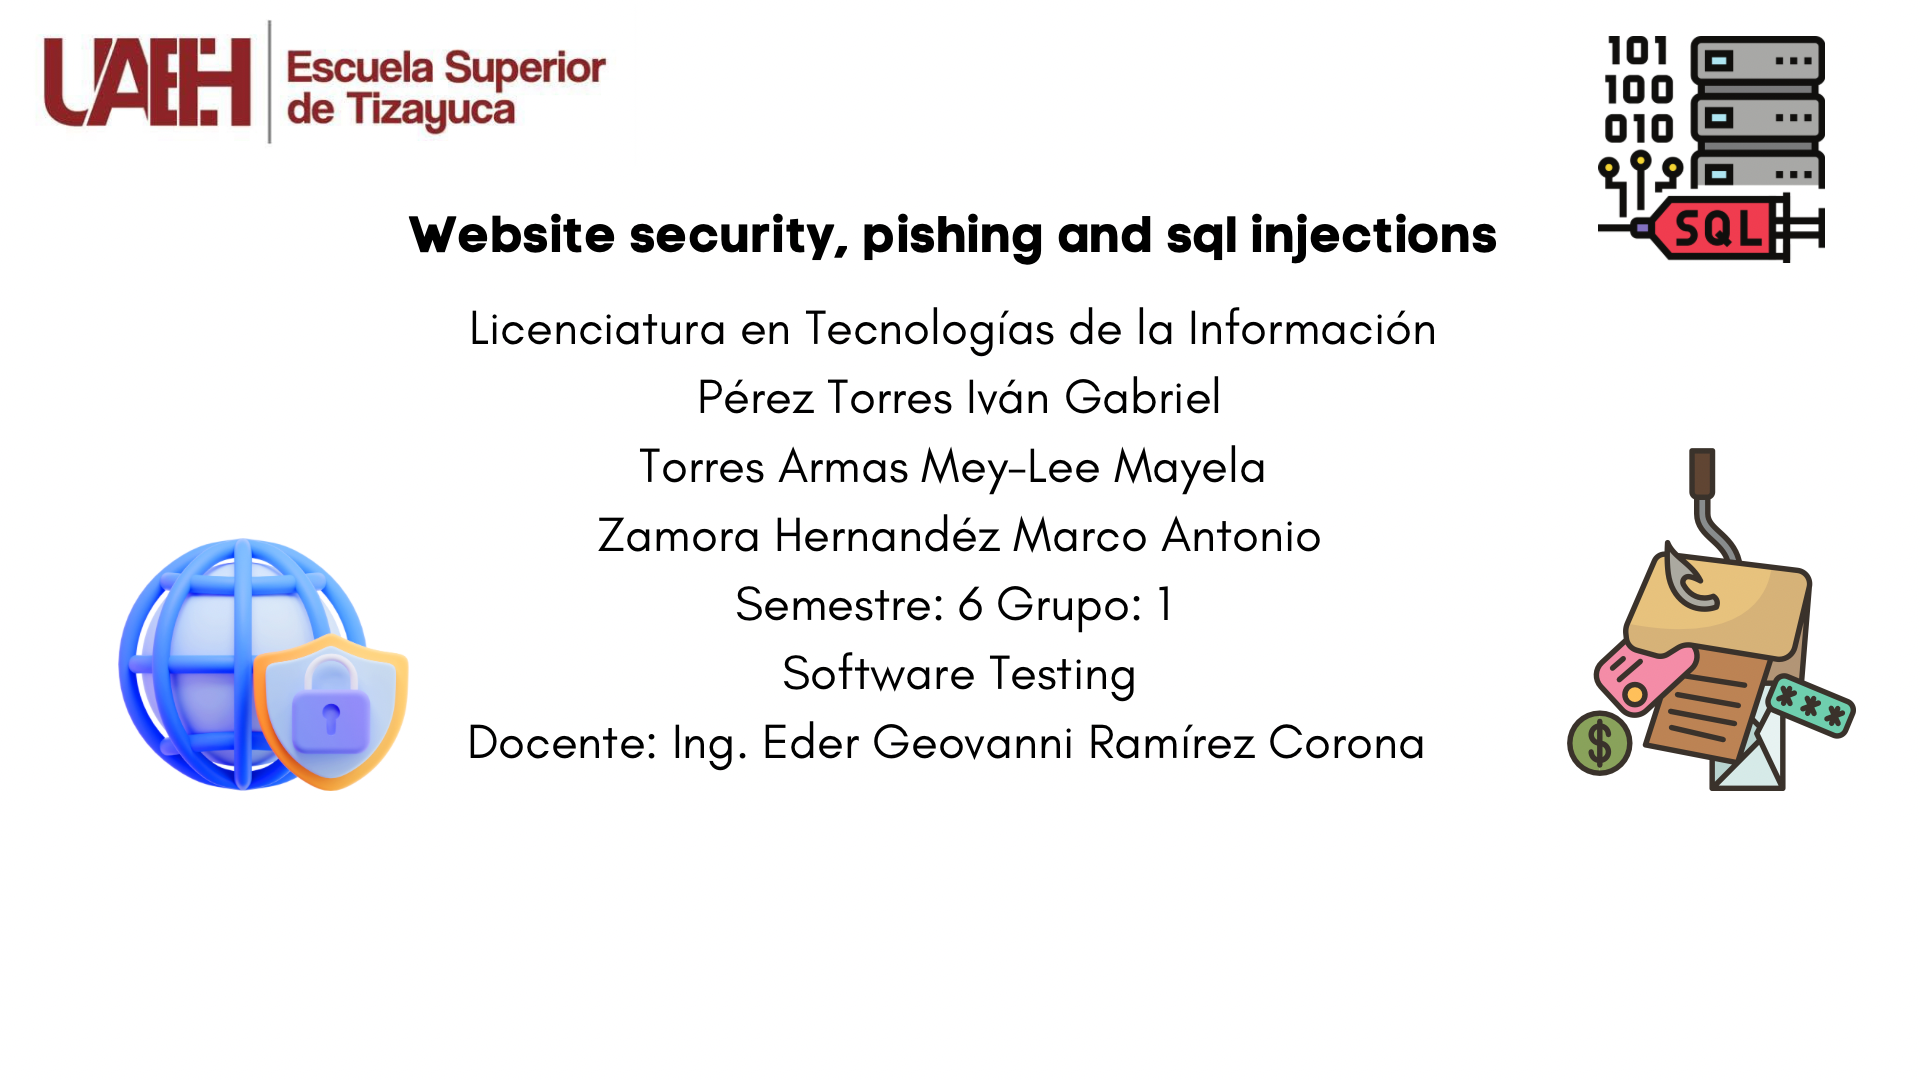 UAEH
Escuela Superior
de Tizayuca
101
100
010
SQL
Website security, pishing and sql injections
Licenciatura en Tecnologías de la Información
Pérez Torres Iván Gabriel
Torres Armas Mey-Lee Mayela
Zamora Hernandéz Marco Antonio
Semestre: 6 Grupo: 1
Software Testing
Docente: Ing. Eder Geovanni Ramírez Corona
$
***